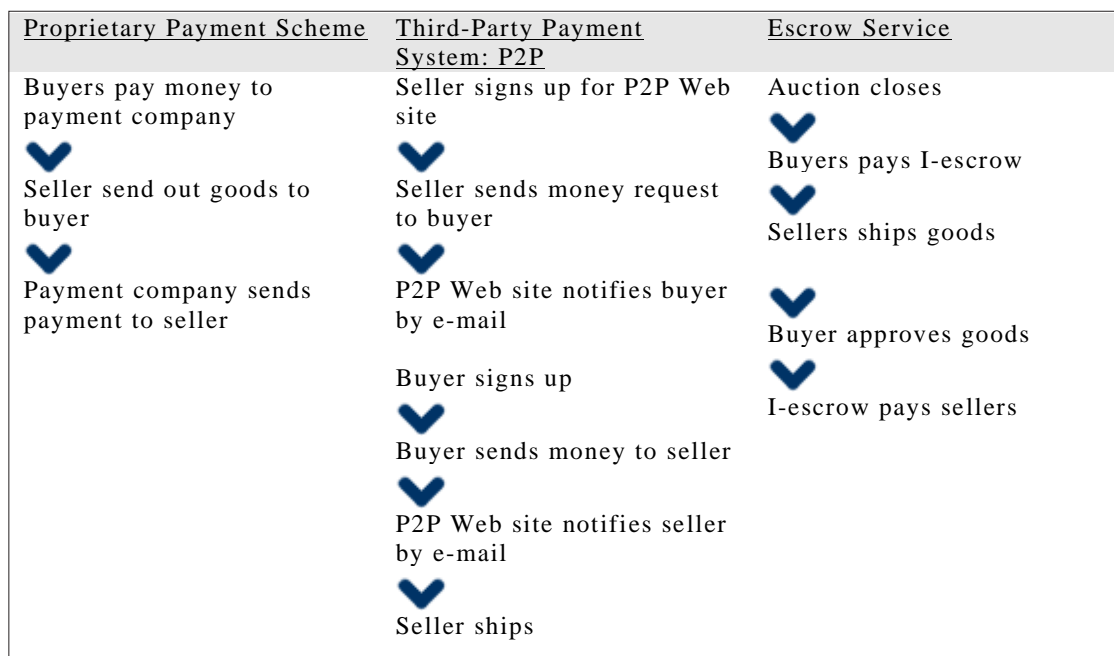 Proprietary Payment Scheme
Buyers pay money to
payment company
Seller send out goods to
buyer
Payment company sends
payment to seller
Third-Party Payment
System: P2P
Seller signs up for P2P Web
site
Seller sends money request
to buyer
P2P Web site notifies buyer
by e-mail
Buyer signs up
Buyer sends money to seller
P2P Web site notifies seller
by e-mail
Seller ships
Escrow Service
Auction closes
Buyers pays I-escrow
Sellers ships goods
Buyer approves goods
I-escrow pays sellers